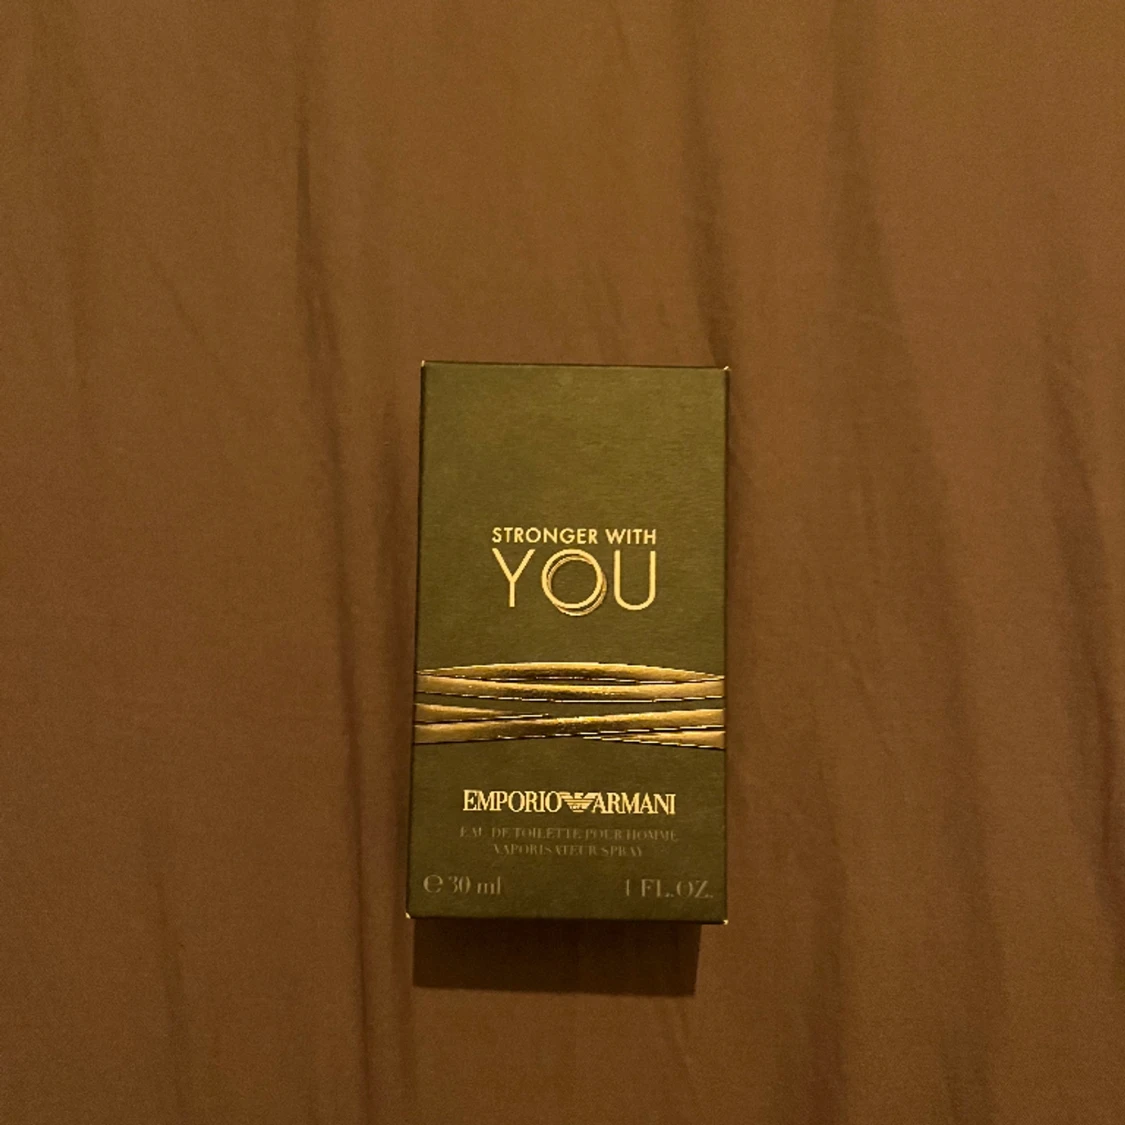 STRONGER WITH
YOU
EMPORIO ARMANI
EAU DE TOILETTE POUR HOMME
VAPORISATEUR SPRAY
℮ 30 ml 1 FL.OZ.